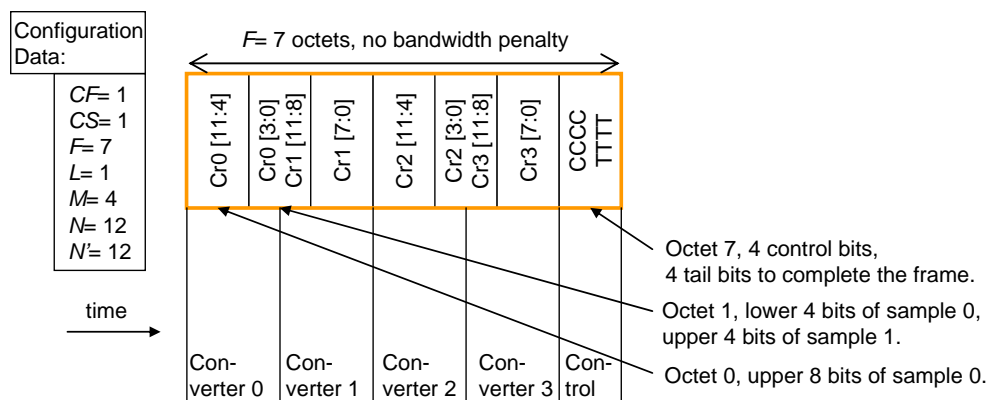 Configuration
Data:
CF= 1
CS= 1
F= 7
L= 1
M= 4
N= 12
N'= 12
time
F= 7 octets, no bandwidth penalty
Cr0 [11:4]
Cr0 [3:0]
Cr1 [11:8]
Cr1 [7:0]
Cr2 [11:4]
Cr2 [3:0]
Cr3 [11:8]
Cr3 [7:0]
CCCC
TTTT
Octet 7, 4 control bits,
4 tail bits to complete the frame.
Octet 1, lower 4 bits of sample 0,
upper 4 bits of sample 1.
Octet 0, upper 8 bits of sample 0.
Con-
verter 0
Con-
verter 1
Con-
verter 2
Con-
verter 3
Con-
trol